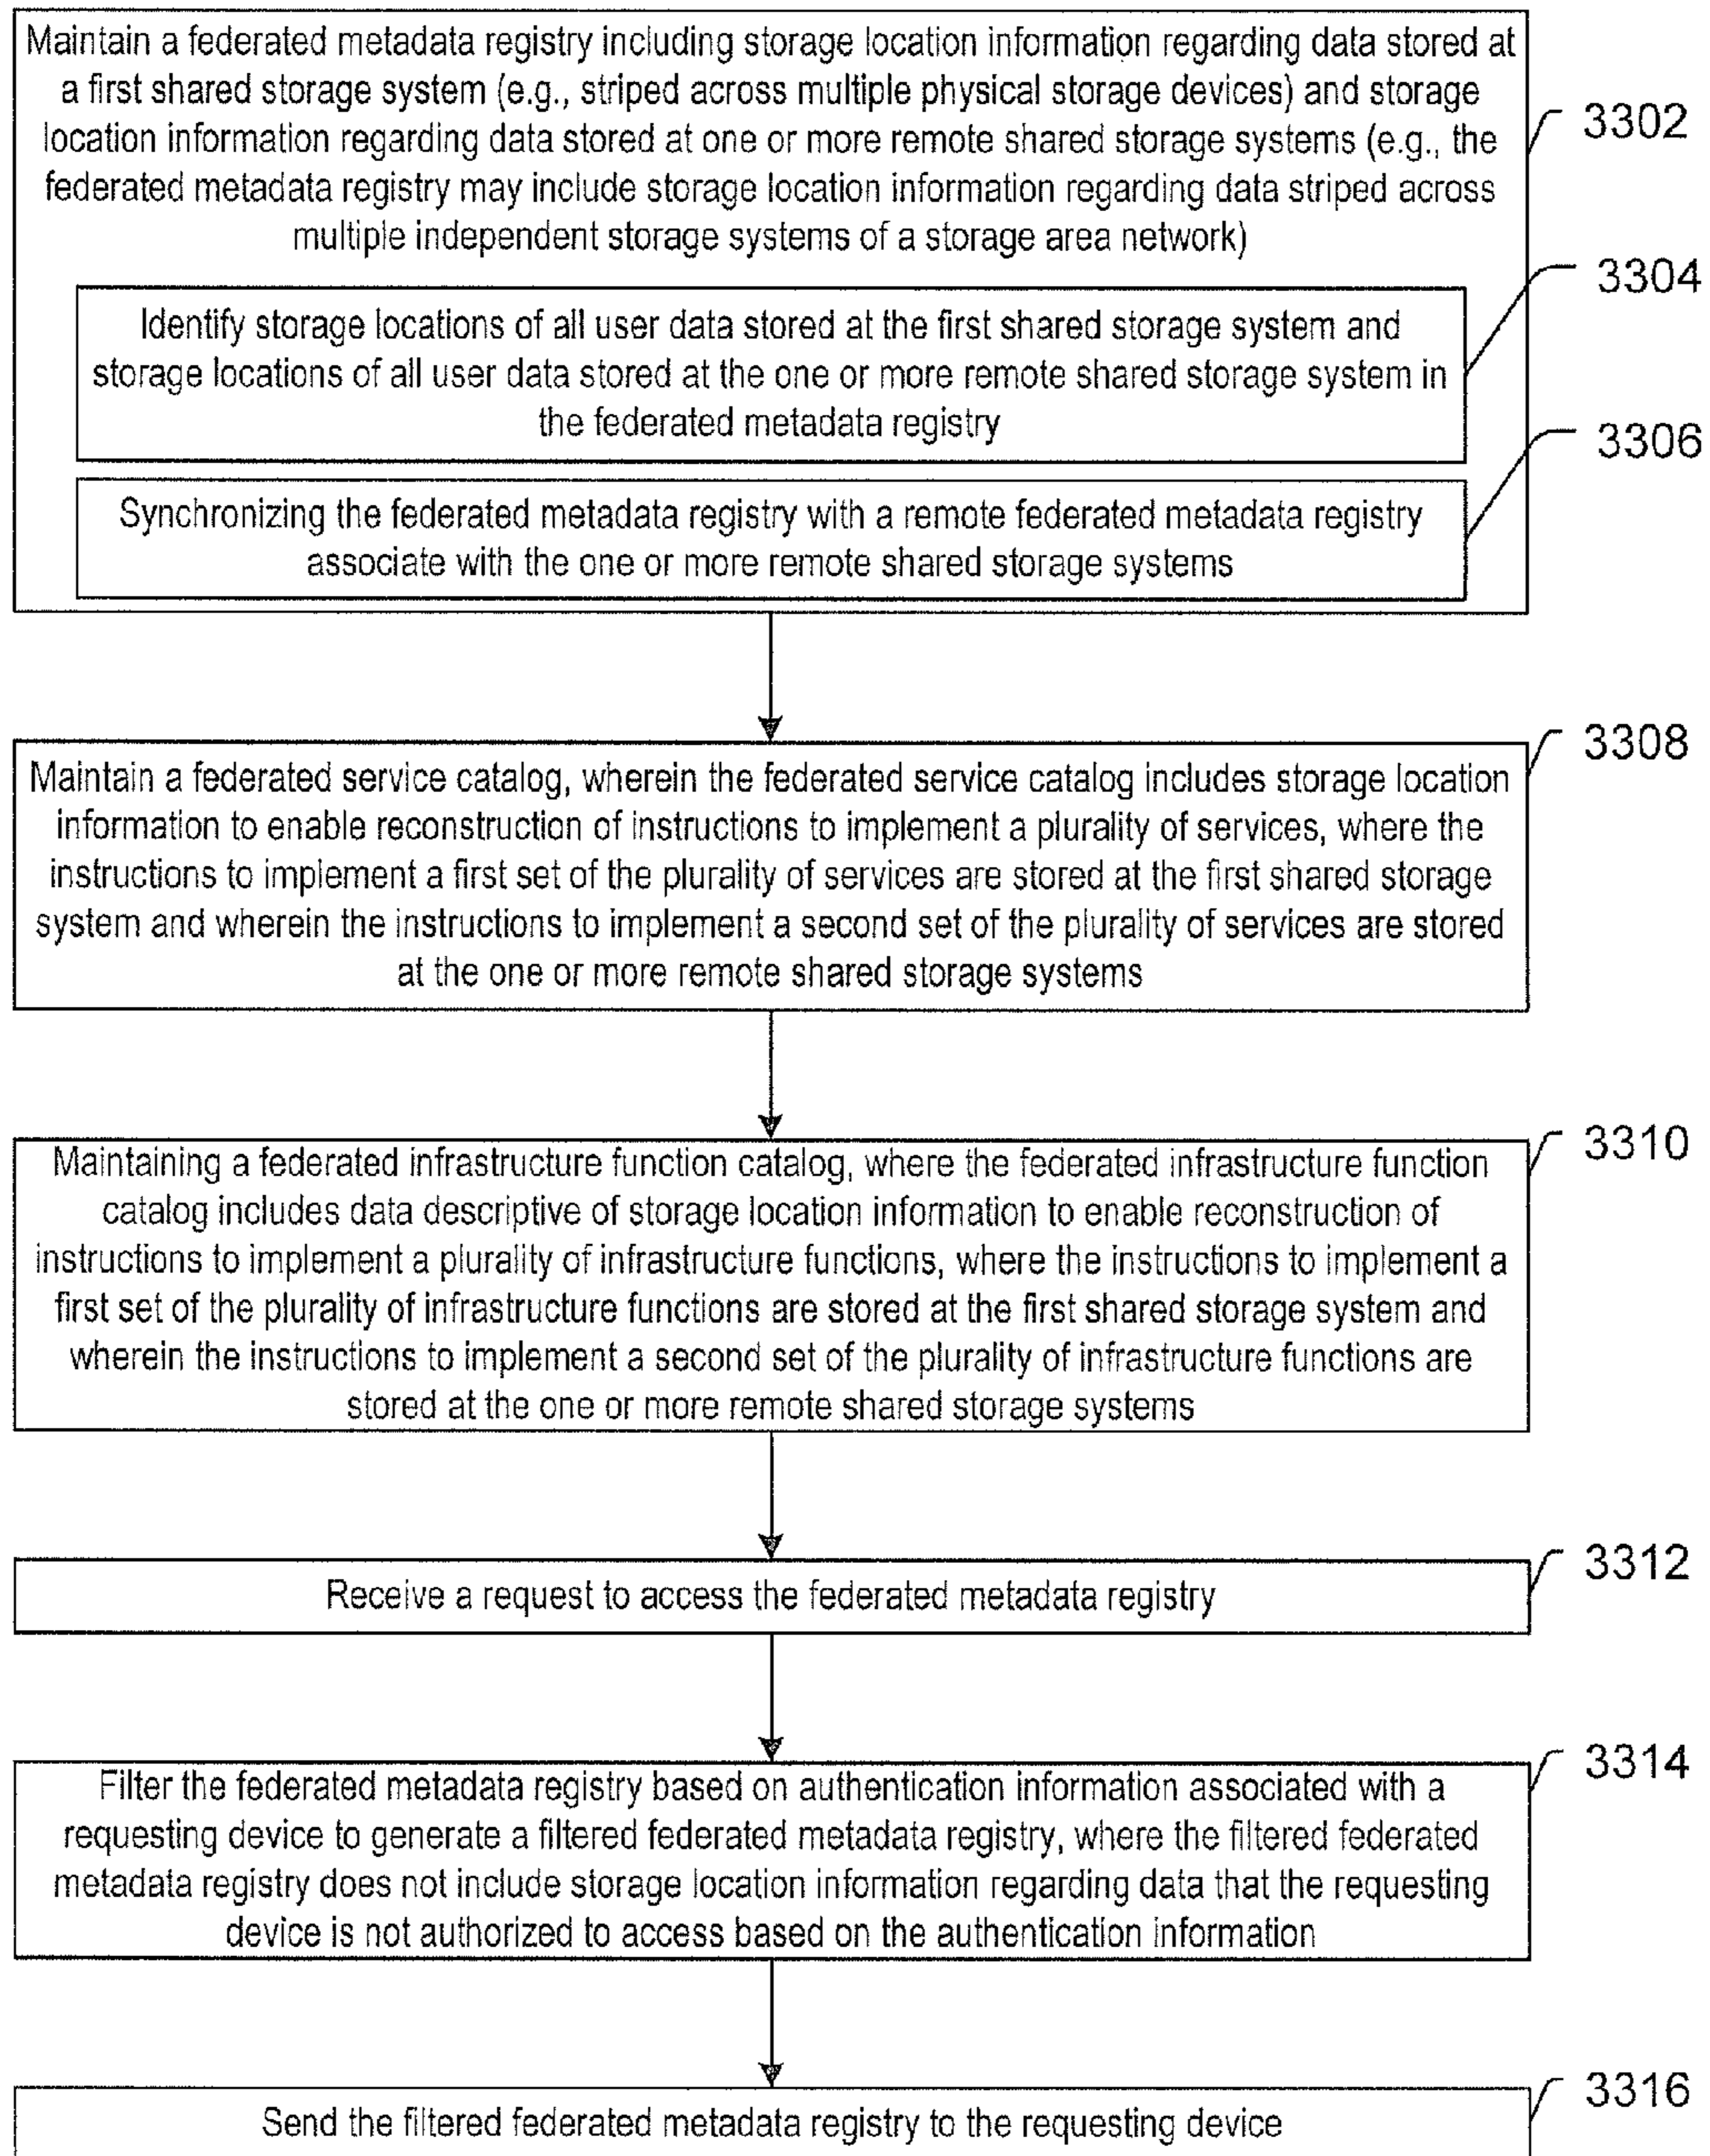 Maintain a federated metadata registry including storage location information regarding data stored at
a first shared storage system (e.g., striped across multiple physical storage devices) and storage
location information regarding data stored at one or more remote shared storage systems (e.g., the
federated metadata registry may include storage location information regarding data striped across
multiple independent storage systems of a storage area network)
3302
Identify storage locations of all user data stored at the first shared storage system and
storage locations of all user data stored at the one or more remote shared storage system in
the federated metadata registry
3304
Synchronizing the federated metadata registry with a remote federated metadata registry
associate with the one or more remote shared storage systems
3306
Maintain a federated service catalog, wherein the federated service catalog includes storage location
information to enable reconstruction of instructions to implement a plurality of services, where the
instructions to implement a first set of the plurality of services are stored at the first shared storage
system and wherein the instructions to implement a second set of the plurality of services are stored
at the one or more remote shared storage systems
3308
Maintaining a federated infrastructure function catalog, where the federated infrastructure function
catalog includes data descriptive of storage location information to enable reconstruction of
instructions to implement a plurality of infrastructure functions, where the instructions to implement a
first set of the plurality of infrastructure functions are stored at the first shared storage system and
wherein the instructions to implement a second set of the plurality of infrastructure functions are
stored at the one or more remote shared storage systems
3310
Receive a request to access the federated metadata registry
3312
Filter the federated metadata registry based on authentication information associated with a
requesting device to generate a filtered federated metadata registry, where the filtered federated
metadata registry does not include storage location information regarding data that the requesting
device is not authorized to access based on the authentication information
3314
Send the filtered federated metadata registry to the requesting device
3316